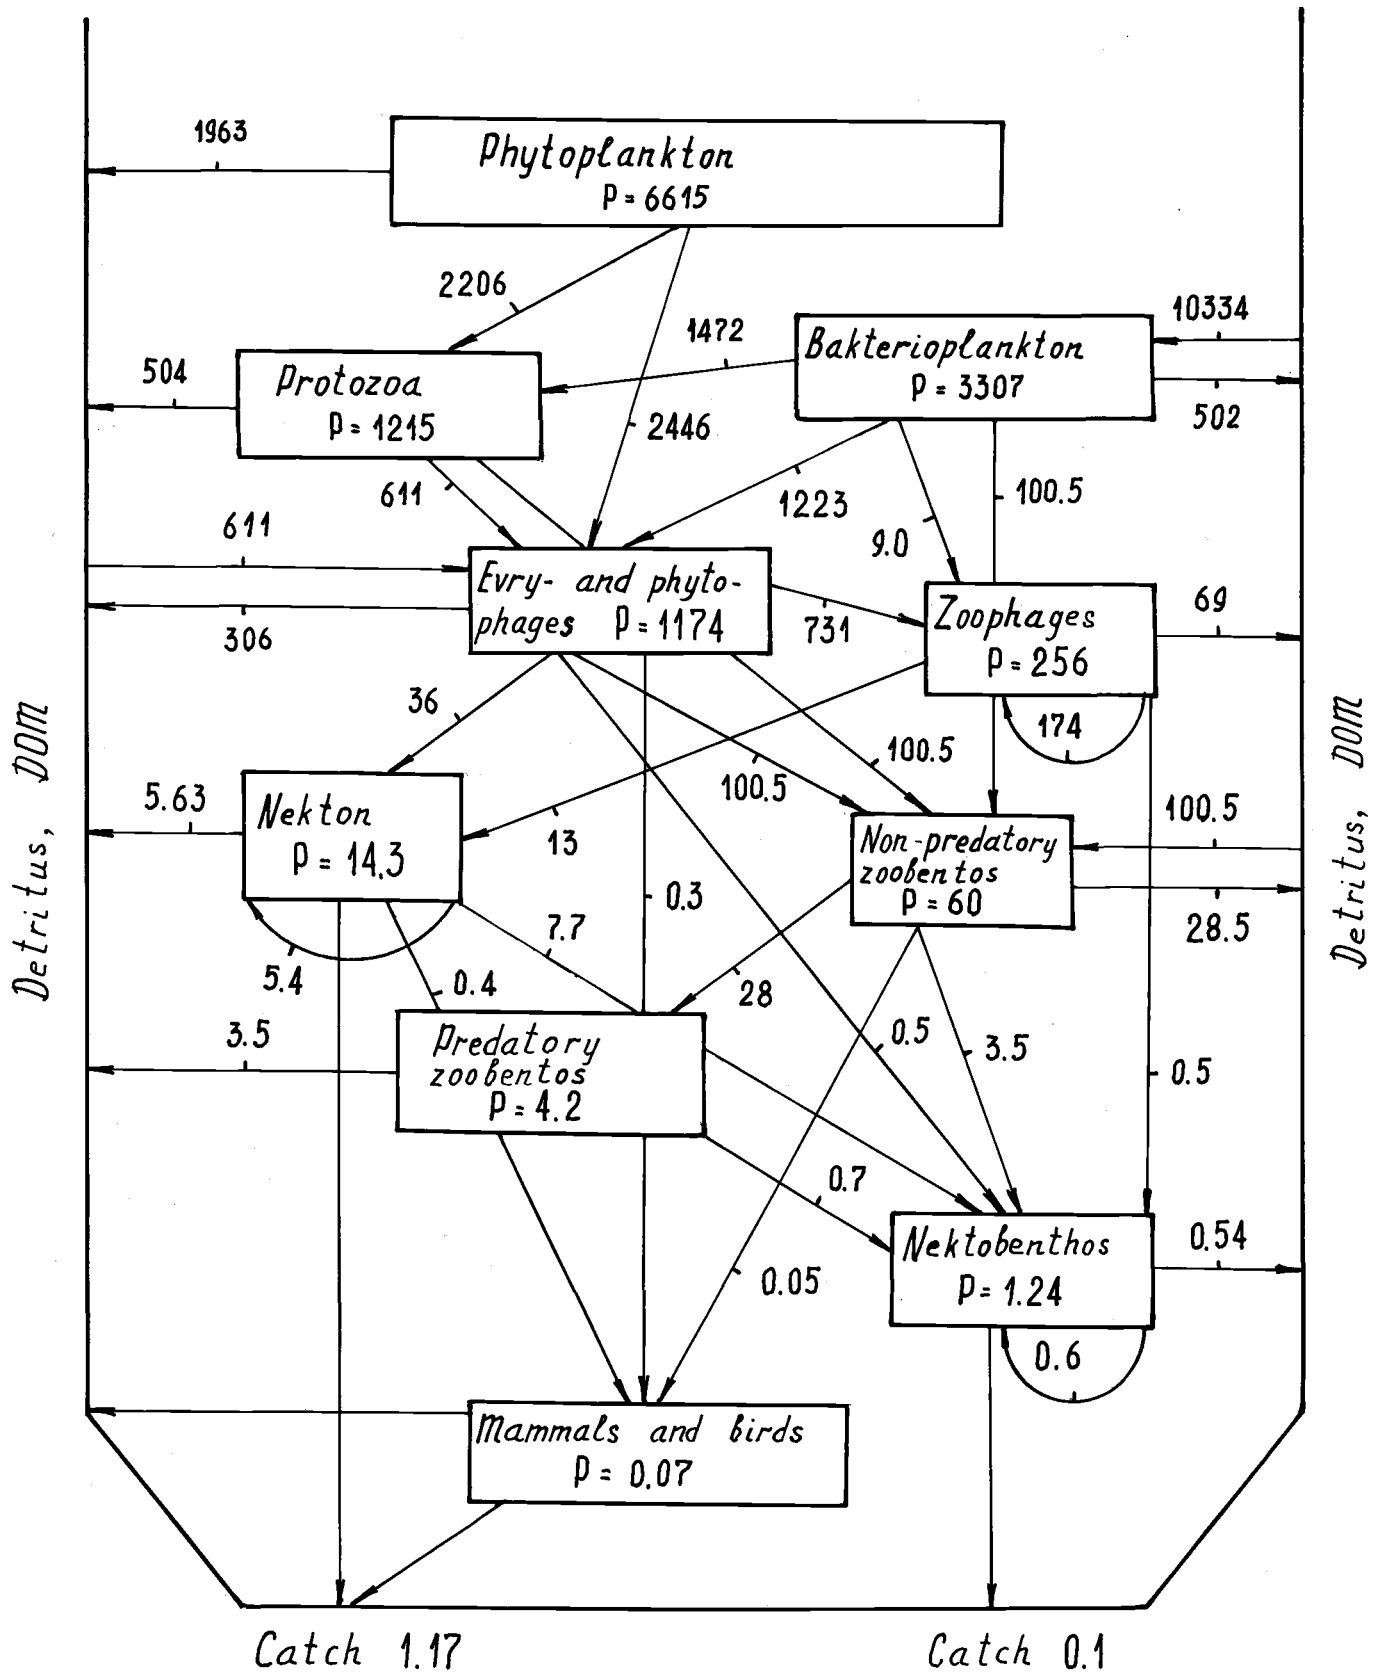 1963
Phytoplankton
P = 6615
2206
10334
1472
Bakterioplankton
P = 3307
504
Protozoa
P = 1215
502
2446
611
1223
100.5
9.0
611
Evry- and phyto-
phages P = 1174
306
731
Zoophages
P = 256
69
36
174
100.5
100.5
5.63
Nekton
P = 14.3
13
100.5
Non-predatory
zoobentos
P = 60
0.3
28.5
7.7
5.4
0.4
28
Detritus, DOM
Detritus, DOM
3.5
Predatory
zoobentos
P = 4.2
0.5
3.5
0.5
0.7
Nektobenthos
P = 1.24
0.54
0.05
0.6
Mammals and birds
P = 0.07
Catch 1.17
Catch 0.1